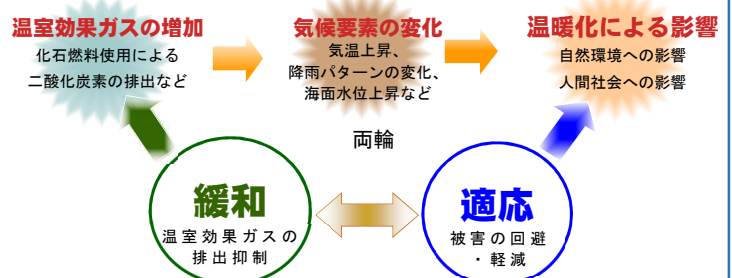 温室効果ガスの増加
化石燃料使用による
二酸化炭素の排出など
気候要素の変化
気温上昇、
降雨パターンの変化、
海面水位上昇など
温暖化による影響
自然環境への影響
人間社会への影響
両輪
緩和
温室効果ガスの
排出抑制
適応
被害の回避
・軽減